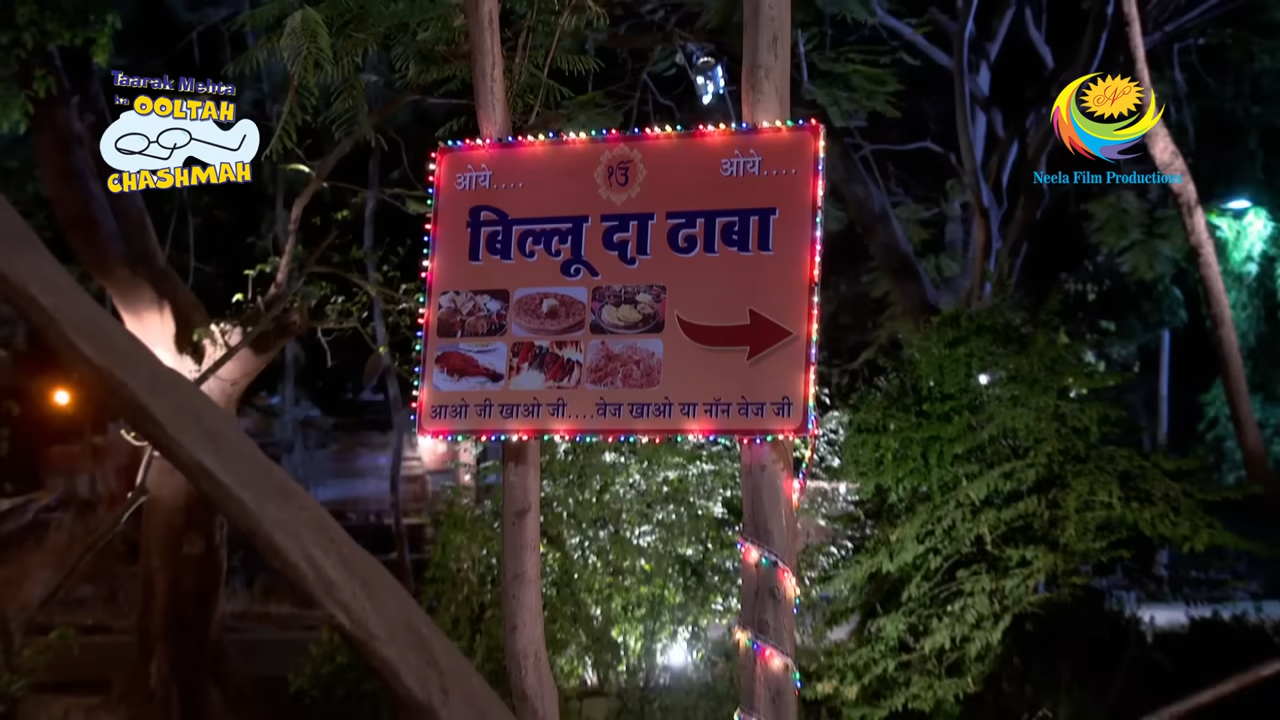 Taarak Mehta
ka OOLTAH
CHASHMAH
Neela Film Productions
ओये....
ੴ
ओये....
बिल्लू दा ढाबा
आओ जी खाओ जी....वेज खाओ या नॉन वेज जी